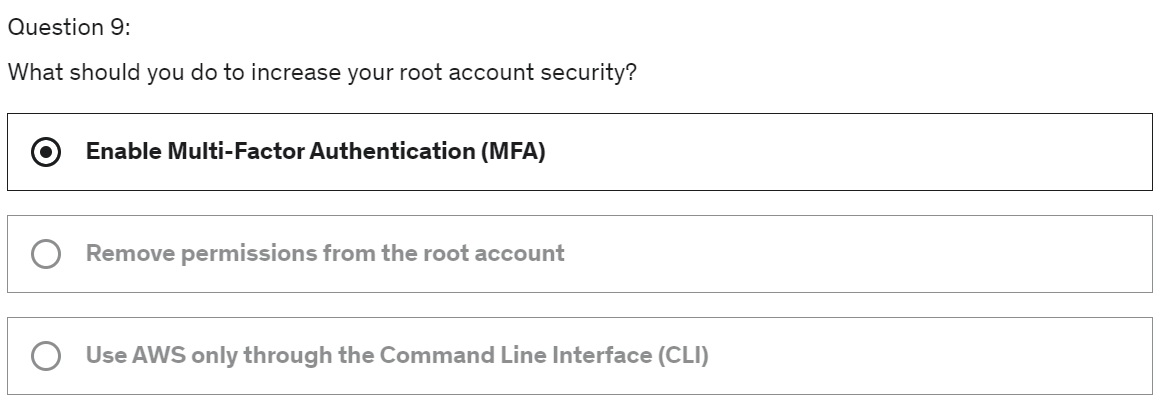 Question 9:
What should you do to increase your root account security?
Enable Multi-Factor Authentication (MFA)
Remove permissions from the root account
Use AWS only through the Command Line Interface (CLI)